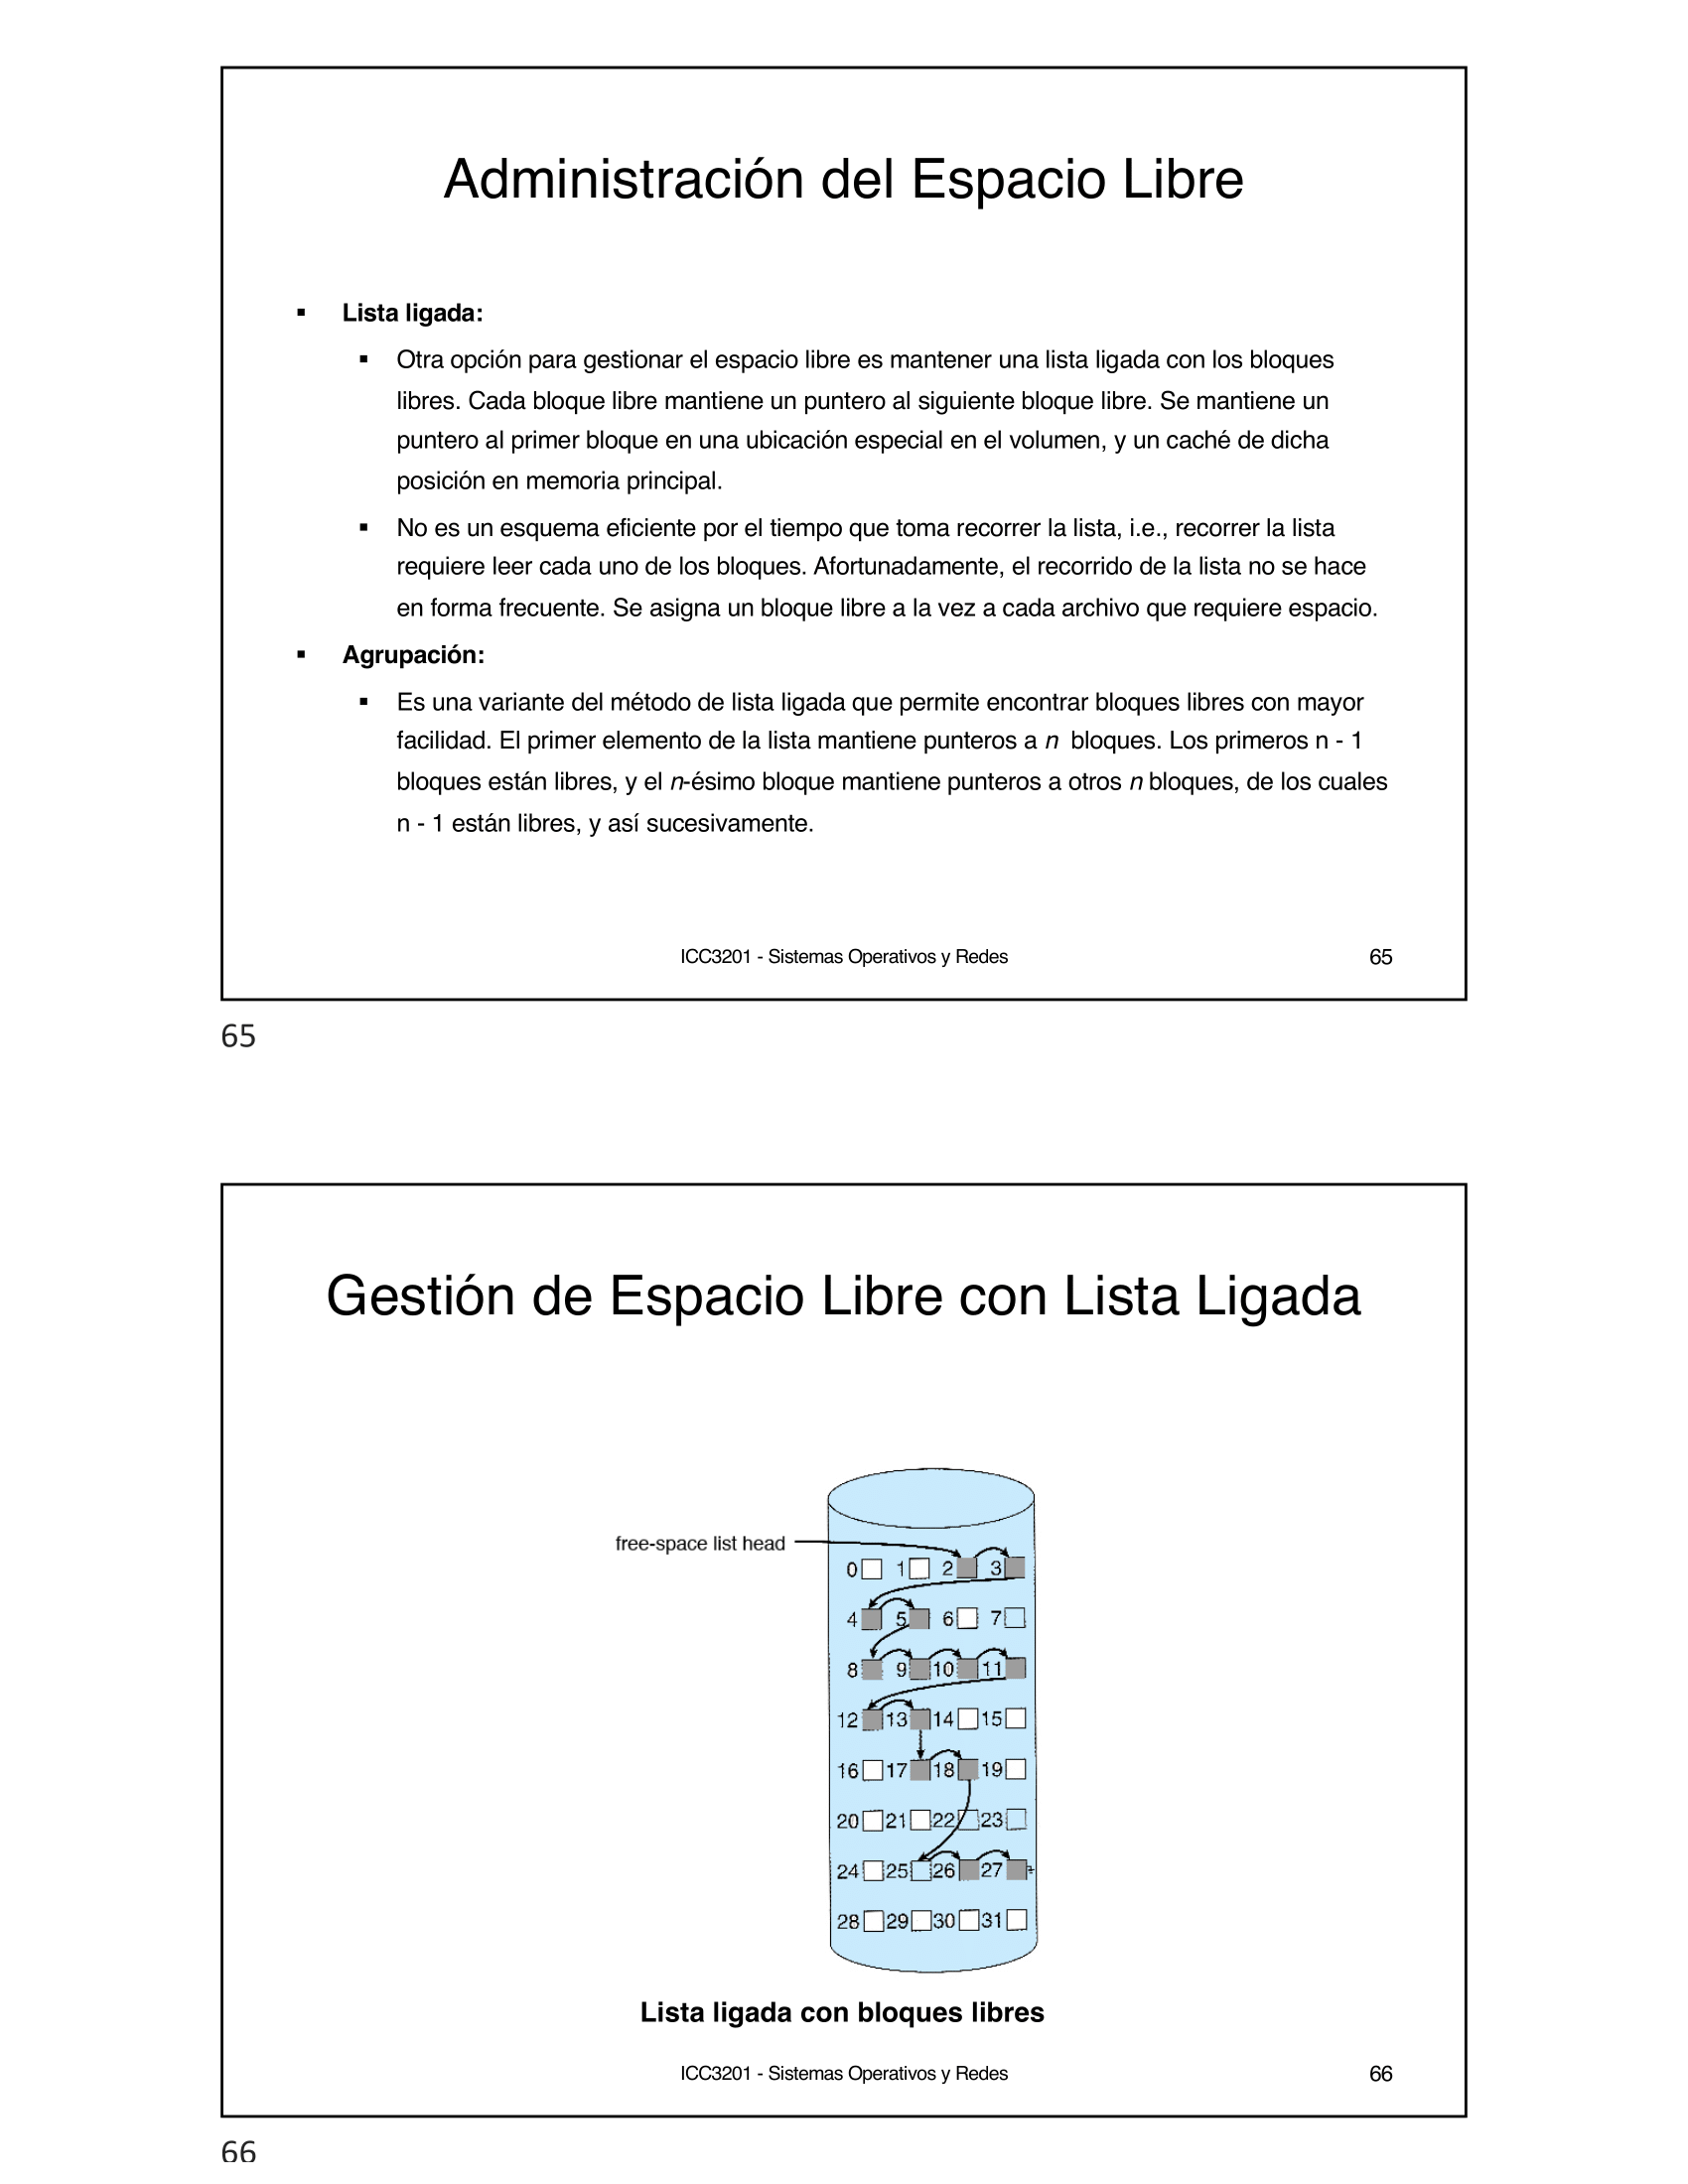 Administración del Espacio Libre
▪ Lista ligada:
▪ Otra opción para gestionar el espacio libre es mantener una lista ligada con los bloques
libres. Cada bloque libre mantiene un puntero al siguiente bloque libre. Se mantiene un
puntero al primer bloque en una ubicación especial en el volumen, y un caché de dicha
posición en memoria principal.
▪ No es un esquema eficiente por el tiempo que toma recorrer la lista, i.e., recorrer la lista
requiere leer cada uno de los bloques. Afortunadamente, el recorrido de la lista no se hace
en forma frecuente. Se asigna un bloque libre a la vez a cada archivo que requiere espacio.
▪ Agrupación:
▪ Es una variante del método de lista ligada que permite encontrar bloques libres con mayor
facilidad. El primer elemento de la lista mantiene punteros a n bloques. Los primeros n - 1
bloques están libres, y el n-ésimo bloque mantiene punteros a otros n bloques, de los cuales
n - 1 están libres, y así sucesivamente.
ICC3201 - Sistemas Operativos y Redes 65
65
Gestión de Espacio Libre con Lista Ligada
free-space list head
0 1 2 3
4 5 6 7
8 9 10 11
12 13 14 15
16 17 18 19
20 21 22 23
24 25 26 27
28 29 30 31
Lista ligada con bloques libres
ICC3201 - Sistemas Operativos y Redes 66
66